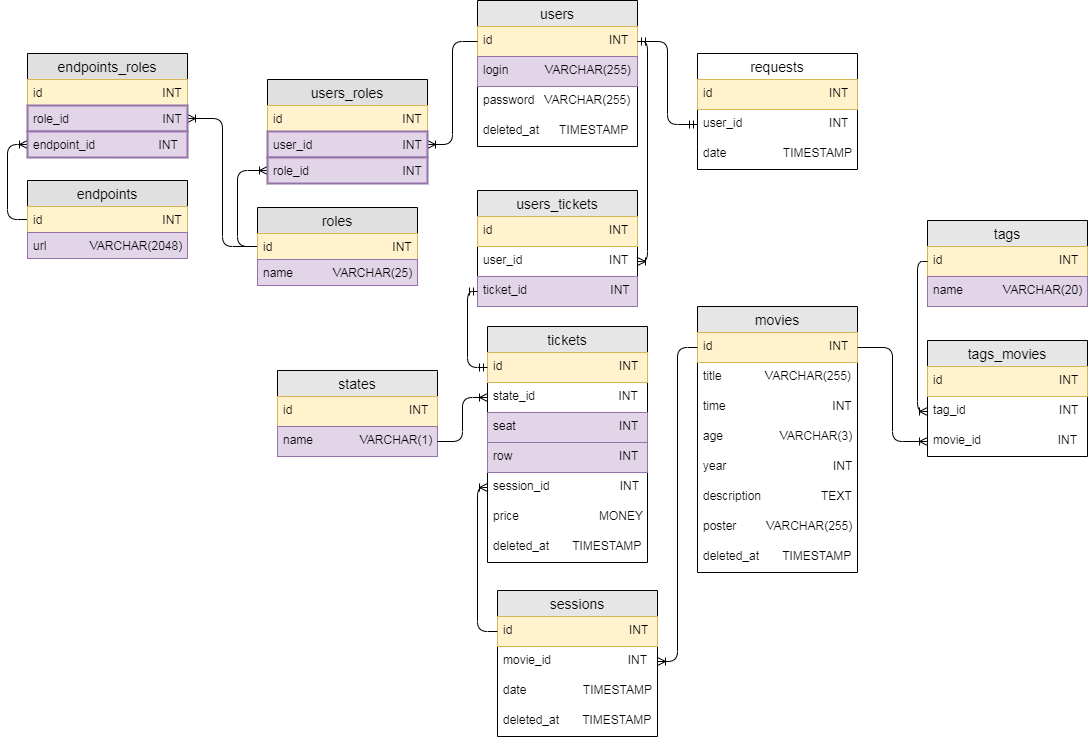 users
id INT
login VARCHAR(255)
password VARCHAR(255)
deleted_at TIMESTAMP
endpoints_roles
id INT
role_id INT
endpoint_id INT
users_roles
id INT
user_id INT
role_id INT
requests
id INT
user_id INT
date TIMESTAMP
endpoints
id INT
url VARCHAR(2048)
roles
id INT
name VARCHAR(25)
users_tickets
id INT
user_id INT
ticket_id INT
tags
id INT
name VARCHAR(20)
movies
id INT
title VARCHAR(255)
time INT
age VARCHAR(3)
year INT
description TEXT
poster VARCHAR(255)
deleted_at TIMESTAMP
tickets
id INT
state_id INT
seat INT
row INT
session_id INT
price MONEY
deleted_at TIMESTAMP
tags_movies
id INT
tag_id INT
movie_id INT
states
id INT
name VARCHAR(1)
sessions
id INT
movie_id INT
date TIMESTAMP
deleted_at TIMESTAMP